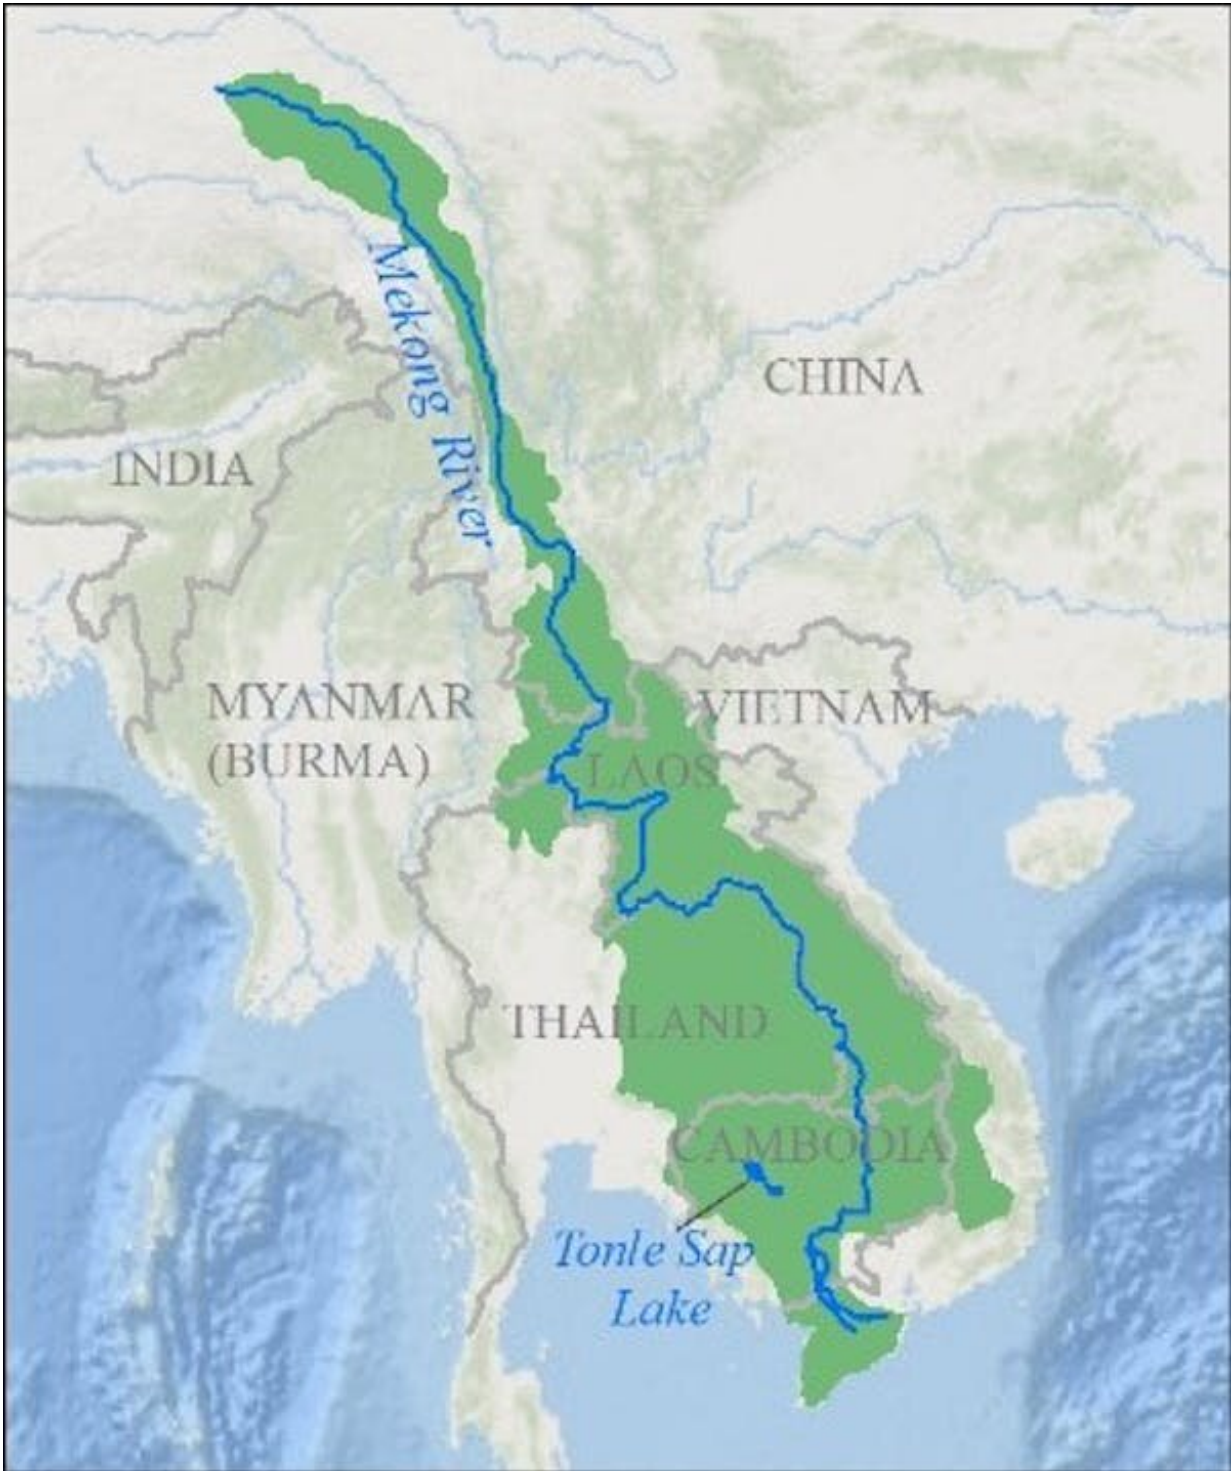 Mekong River
CHINA
INDIA
MYANMAR
(BURMA)
VIETNAM
LAOS
THAILAND
CAMBODIA
Tonle Sap
Lake